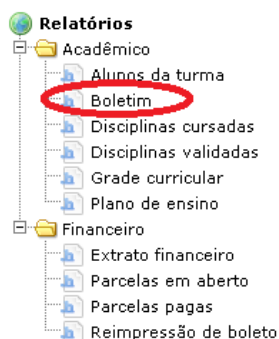 Relatórios
Acadêmico
Alunos da turma
Boletim
Disciplinas cursadas
Disciplinas validadas
Grade curricular
Plano de ensino
Financeiro
Extrato financeiro
Parcelas em aberto
Parcelas pagas
Reimpressão de boleto